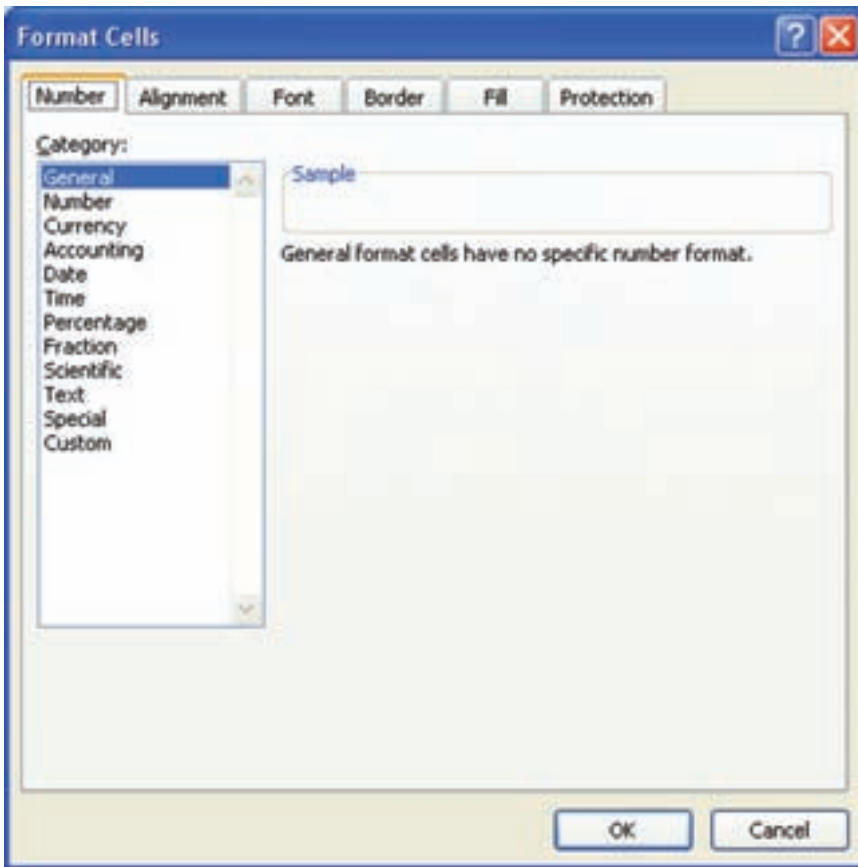 Format Cells
Number Alignment Font Border Fill Protection
Category:
General
Number
Currency
Accounting
Date
Time
Percentage
Fraction
Scientific
Text
Special
Custom
Sample
General format cells have no specific number format.
OK Cancel